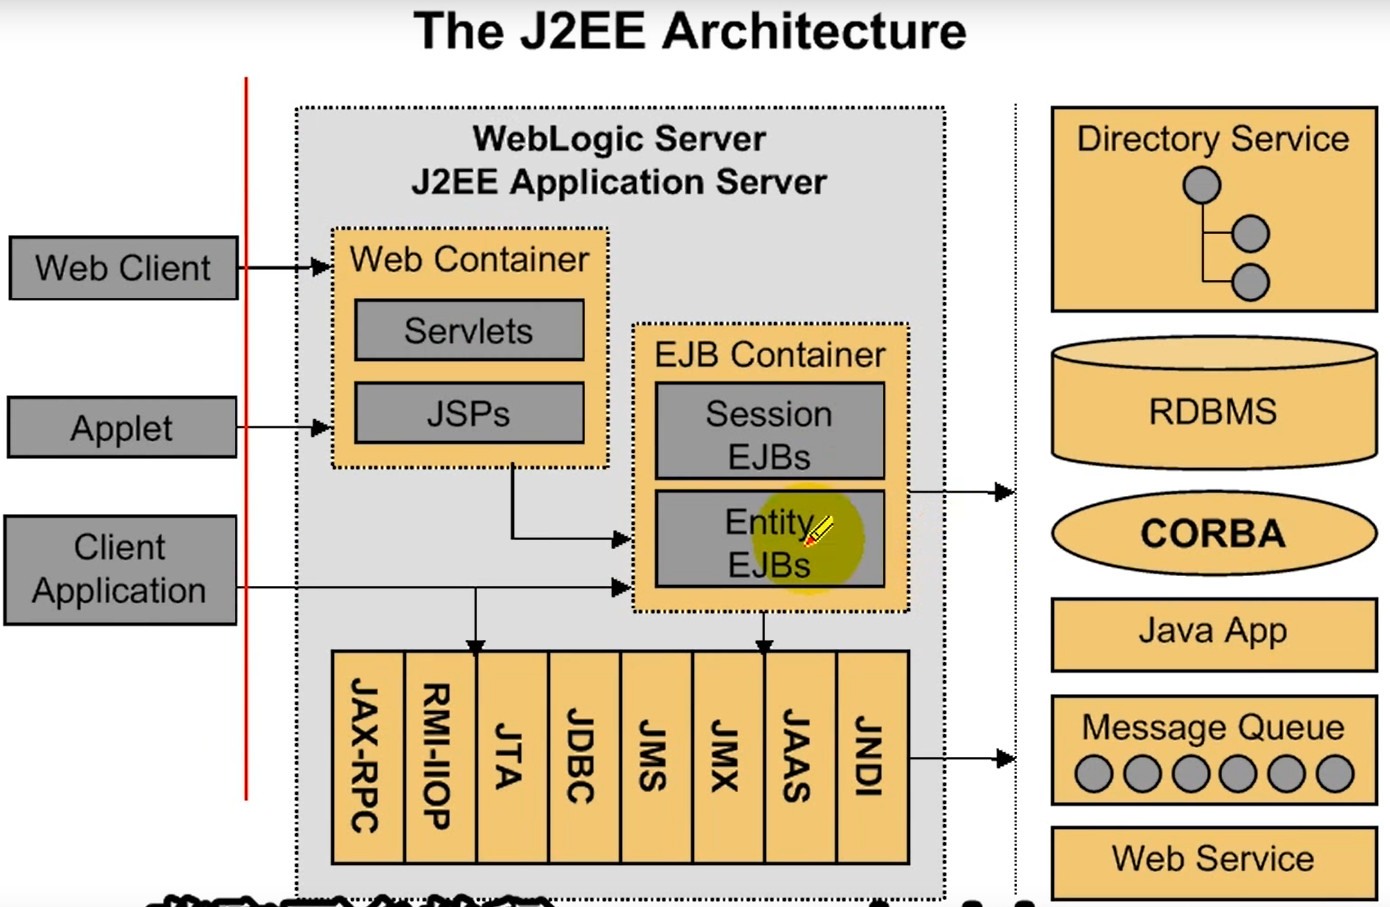 The J2EE Architecture
WebLogic Server
J2EE Application Server
Web Client
Applet
Client
Application
Web Container
Servlets
JSPs
EJB Container
Session
EJBs
Entity
EJBs
JAX-RPC
RMI-IIOP
JTA
JDBC
JMS
JMX
JAAS
JNDI
Directory Service
RDBMS
CORBA
Java App
Message Queue
Web Service